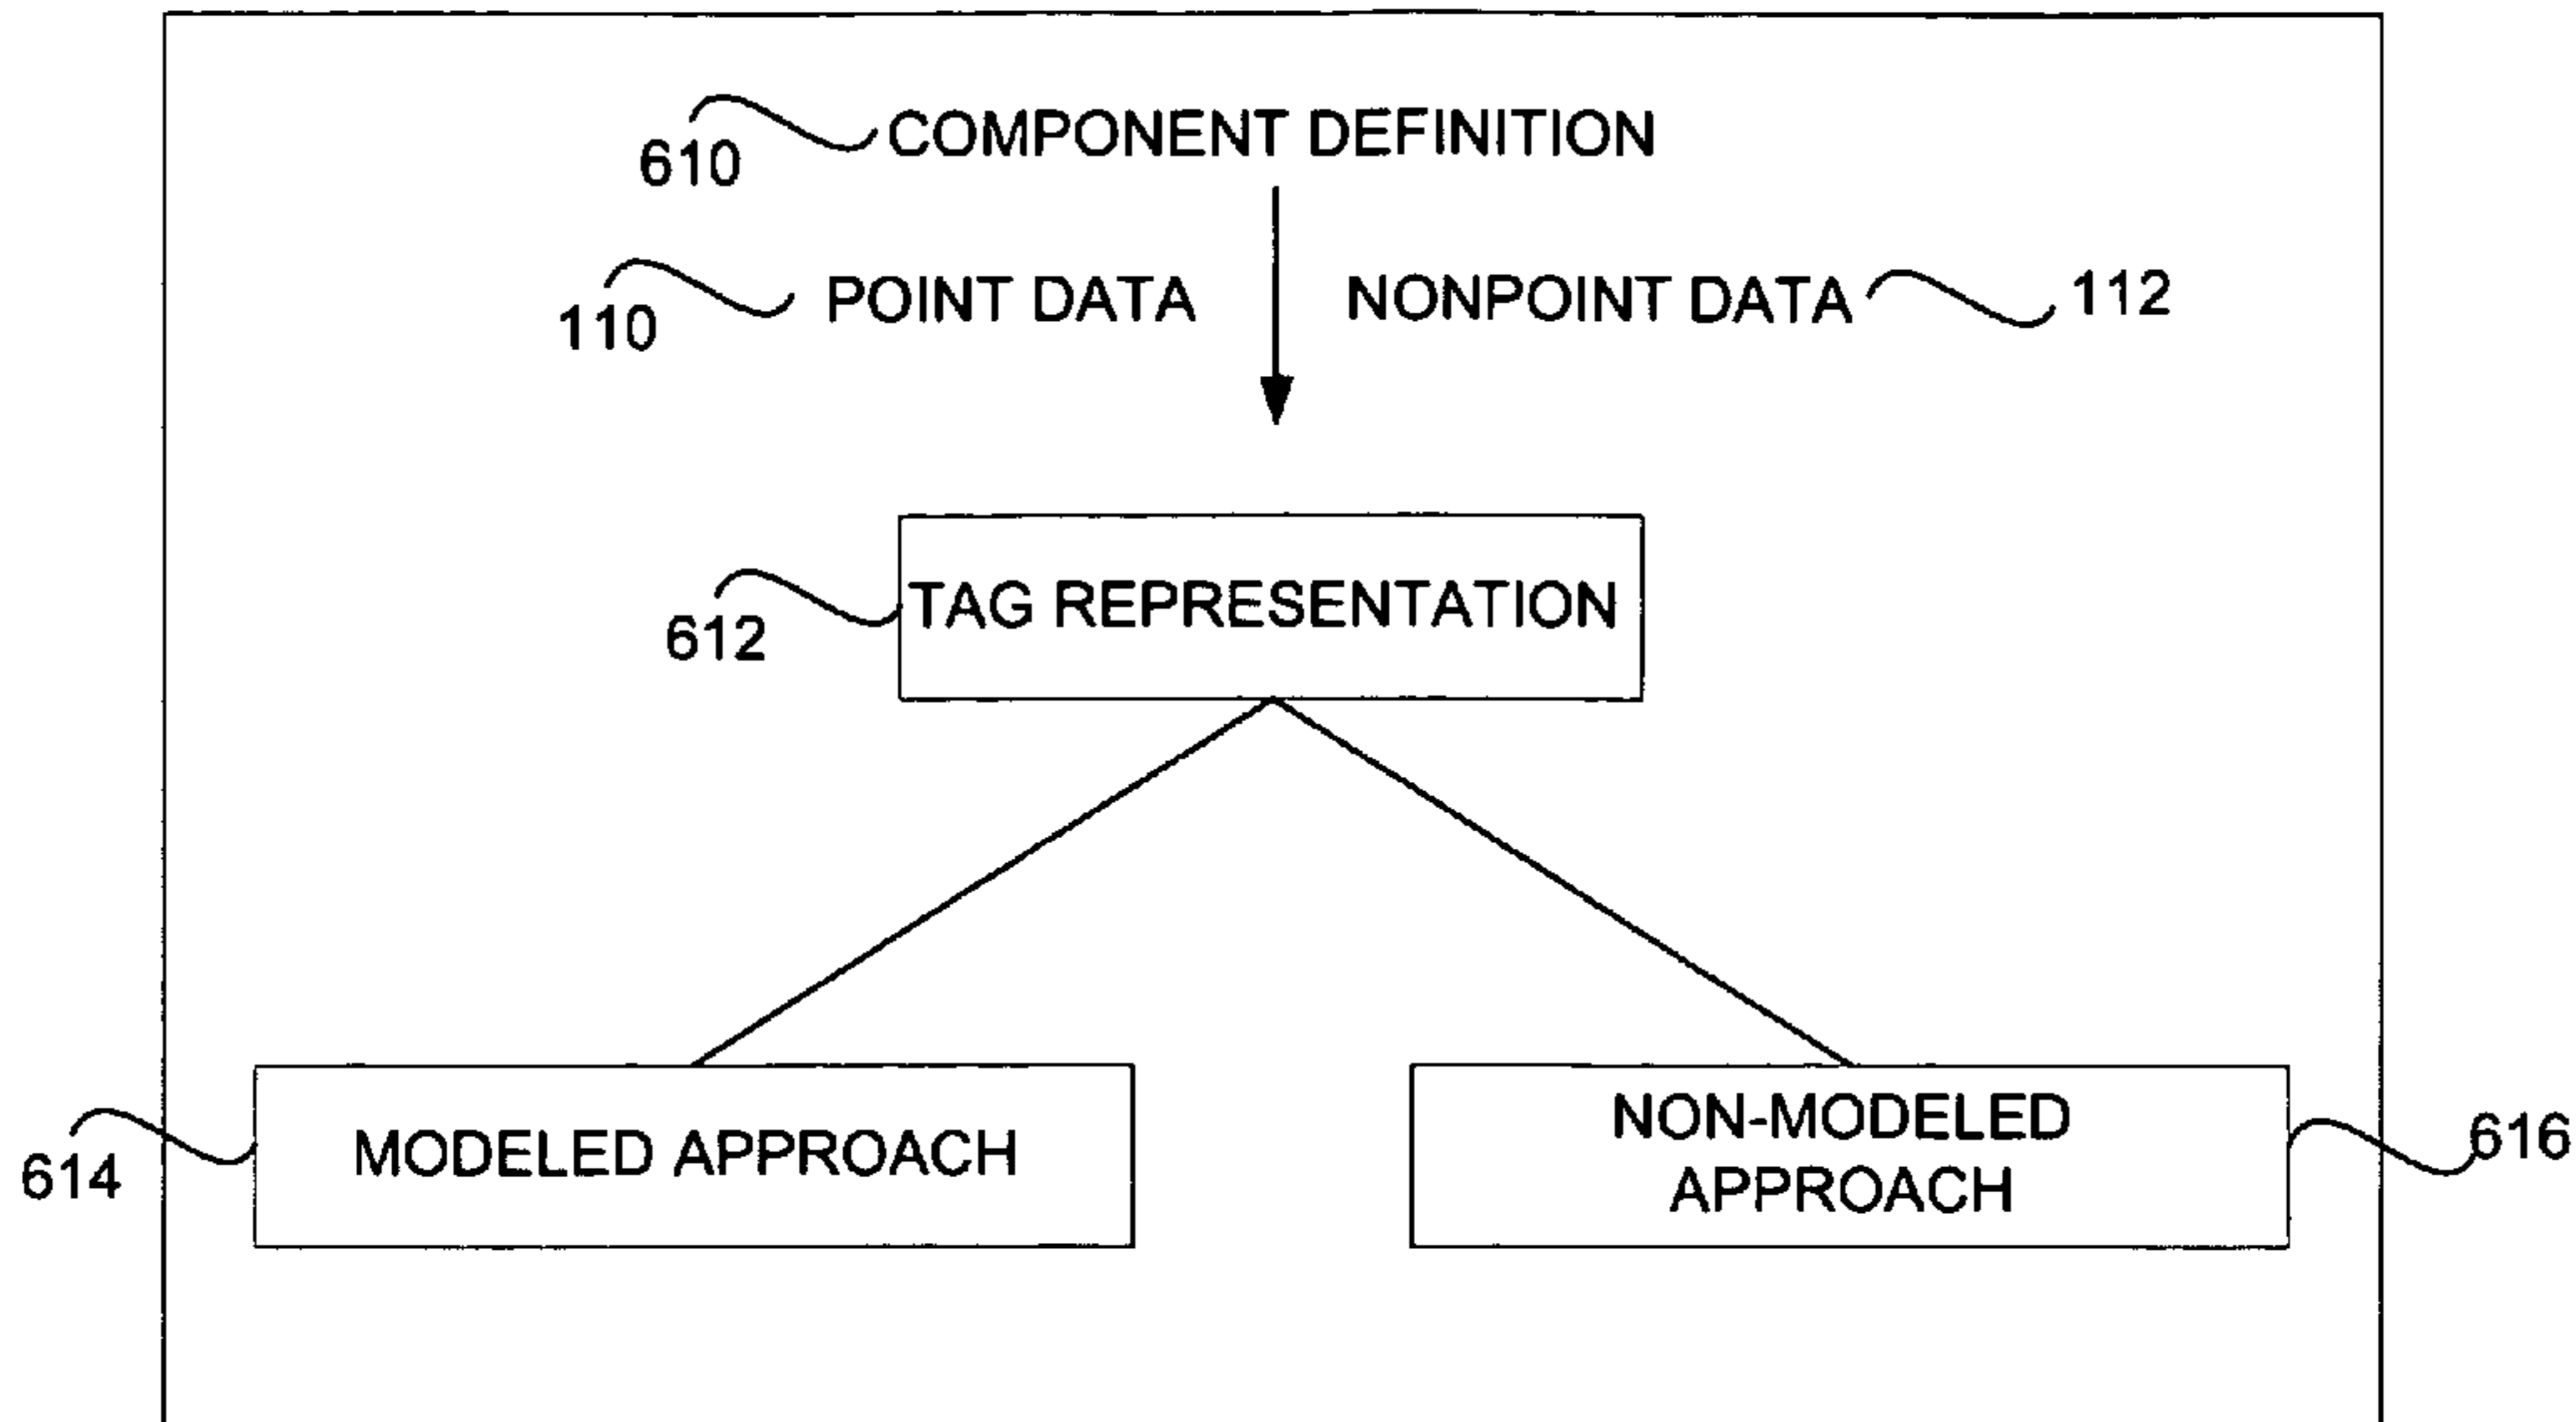 COMPONENT DEFINITION
610
POINT DATA
NONPOINT DATA
112
110
TAG REPRESENTATION
612
MODELED APPROACH
614
NON-MODELED
APPROACH
616